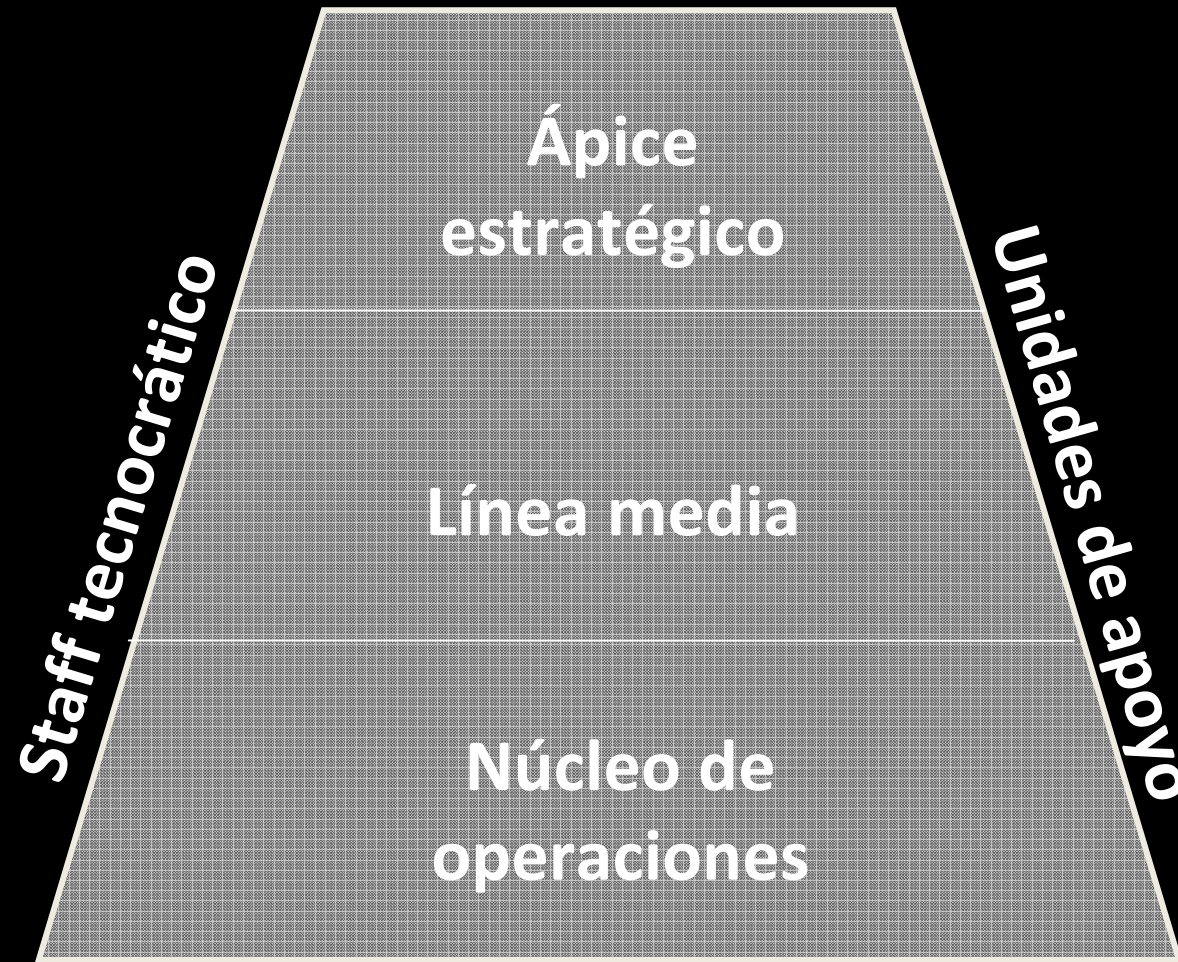 Ápice
estratégico
Staff tecnocrático
Unidades de apoyo
Línea media
Núcleo de
operaciones